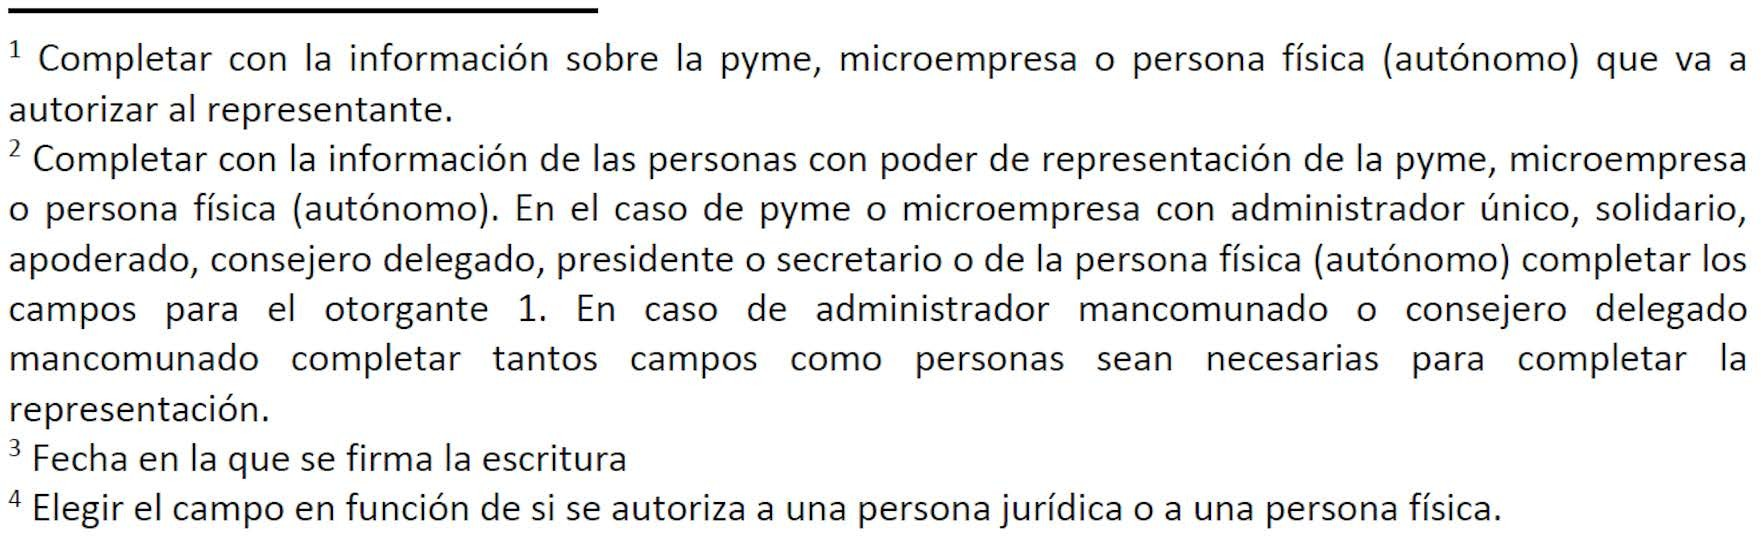 ¹ Completar con la información sobre la pyme, microempresa o persona física (autónomo) que va a
autorizar al representante.
² Completar con la información de las personas con poder de representación de la pyme, microempresa
o persona física (autónomo). En el caso de pyme o microempresa con administrador único, solidario,
apoderado, consejero delegado, presidente o secretario o de la persona física (autónomo) completar los
campos para el otorgante 1. En caso de administrador mancomunado o consejero delegado
mancomunado completar tantos campos como personas sean necesarias para completar la
representación.
³ Fecha en la que se firma la escritura
⁴ Elegir el campo en función de si se autoriza a una persona jurídica o a una persona física.